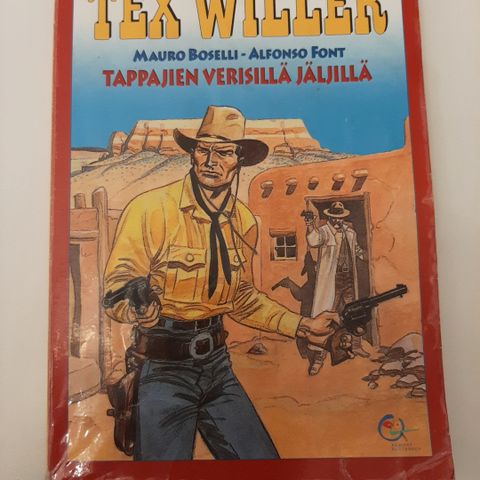 TEX WILLER
MAURO BOSELLI - ALFONSO FONT
TAPPAJIEN VERISILLÄ JÄLJILLÄ